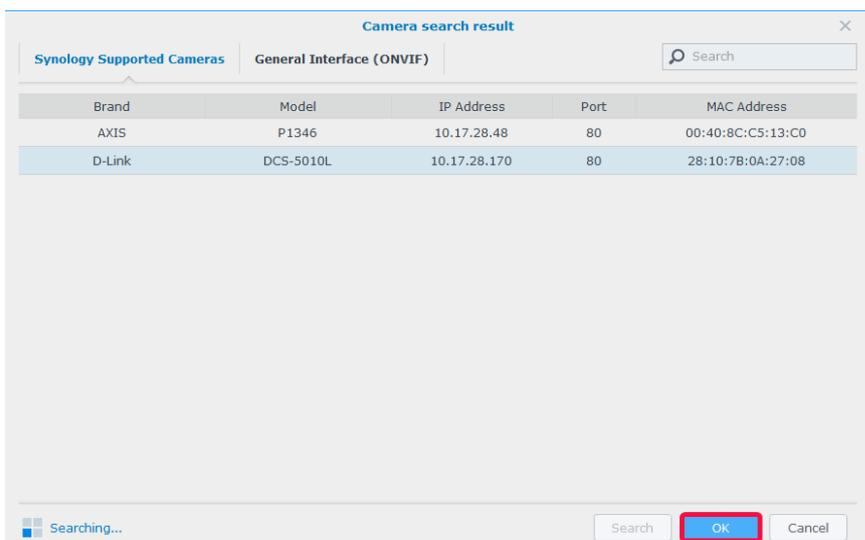 Camera search result
Synology Supported Cameras General Interface (ONVIF) Search
Brand Model IP Address Port MAC Address
AXIS P1346 10.17.28.48 80 00:40:8C:C5:13:C0
D-Link DCS-5010L 10.17.28.170 80 28:10:7B:0A:27:08
Searching... Search OK Cancel